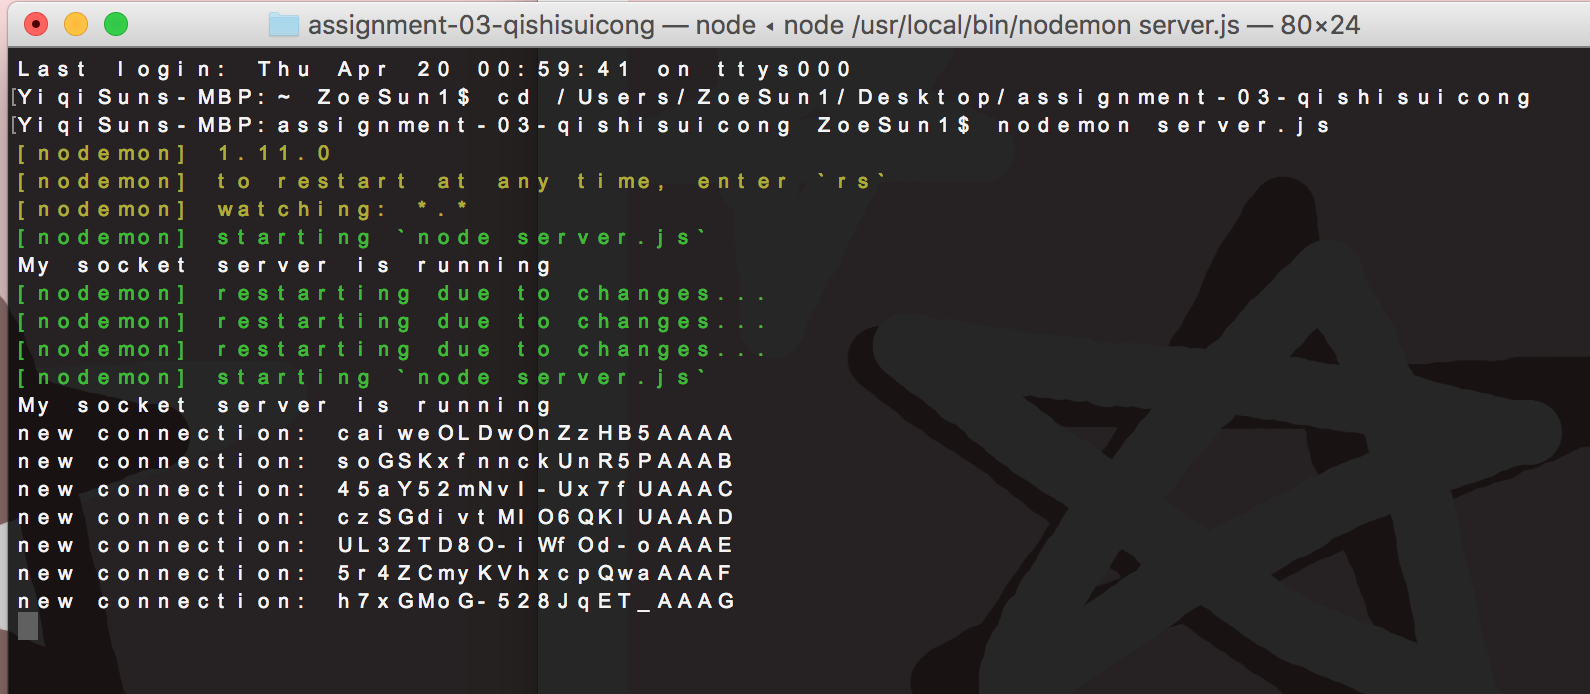 assignment-03-qishisuicong — node ◂ node /usr/local/bin/nodemon server.js — 80×24
Last login: Thu Apr 20 00:59:41 on ttys000
[YiqiSuns-MBP:~ ZoeSun1$ cd /Users/ZoeSun1/Desktop/assignment-03-qishisuicong
[YiqiSuns-MBP:assignment-03-qishisuicong ZoeSun1$ nodemon server.js
[nodemon] 1.11.0
[nodemon] to restart at any time, enter `rs`
[nodemon] watching: *.*
[nodemon] starting `node server.js`
My socket server is running
[nodemon] restarting due to changes...
[nodemon] restarting due to changes...
[nodemon] restarting due to changes...
[nodemon] starting `node server.js`
My socket server is running
new connection: caiweOLDwOnZzHB5AAAA
new connection: soGSKxfnnckUnR5PAAAB
new connection: 45aY52mNvI-Ux7fUAAAC
new connection: czSGdivtMIO6QKIUAAAD
new connection: UL3ZTD8O-iWfOd-oAAAE
new connection: 5r4ZCmyKVhxcpQwaAAAF
new connection: h7xGMoG-528JqET_AAAG